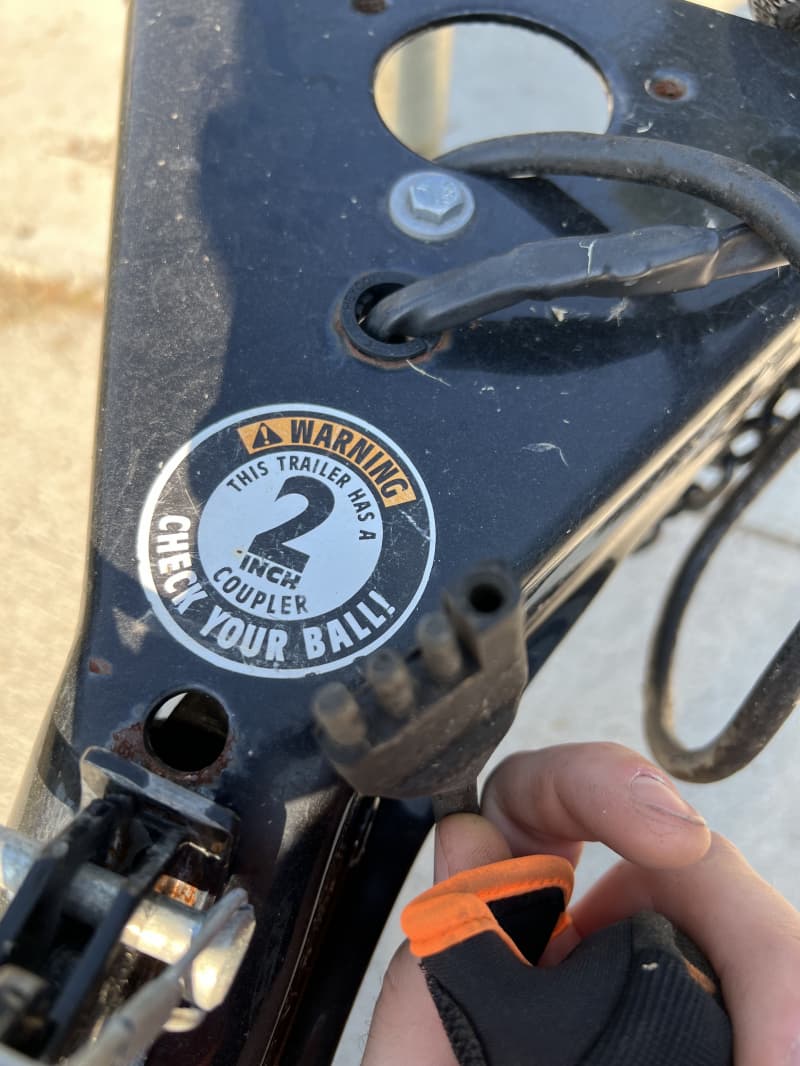 WARNING
THIS TRAILER HAS A
2
INCH
COUPLER
CHECK YOUR BALL!